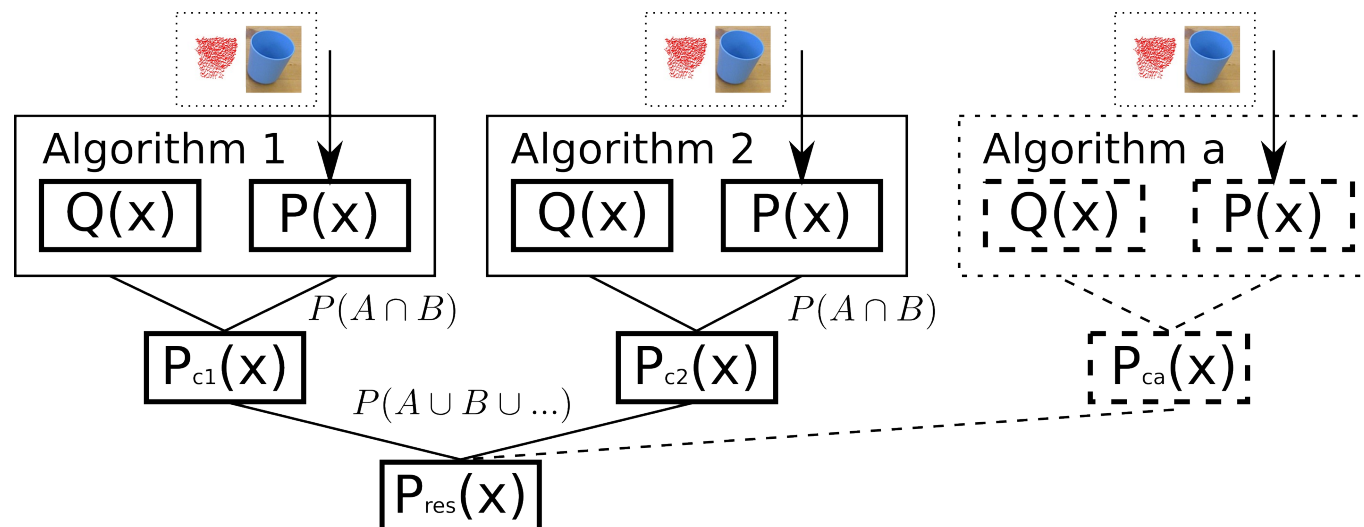 Algorithm 1 Algorithm 2 Algorithm a
Q(x) P(x) Q(x) P(x) Q(x) P(x)
P(A ∩ B) P(A ∩ B)
Pc1(x) Pc2(x) Pca(x)
P(A ∪ B ∪ ...)
Pres(x)